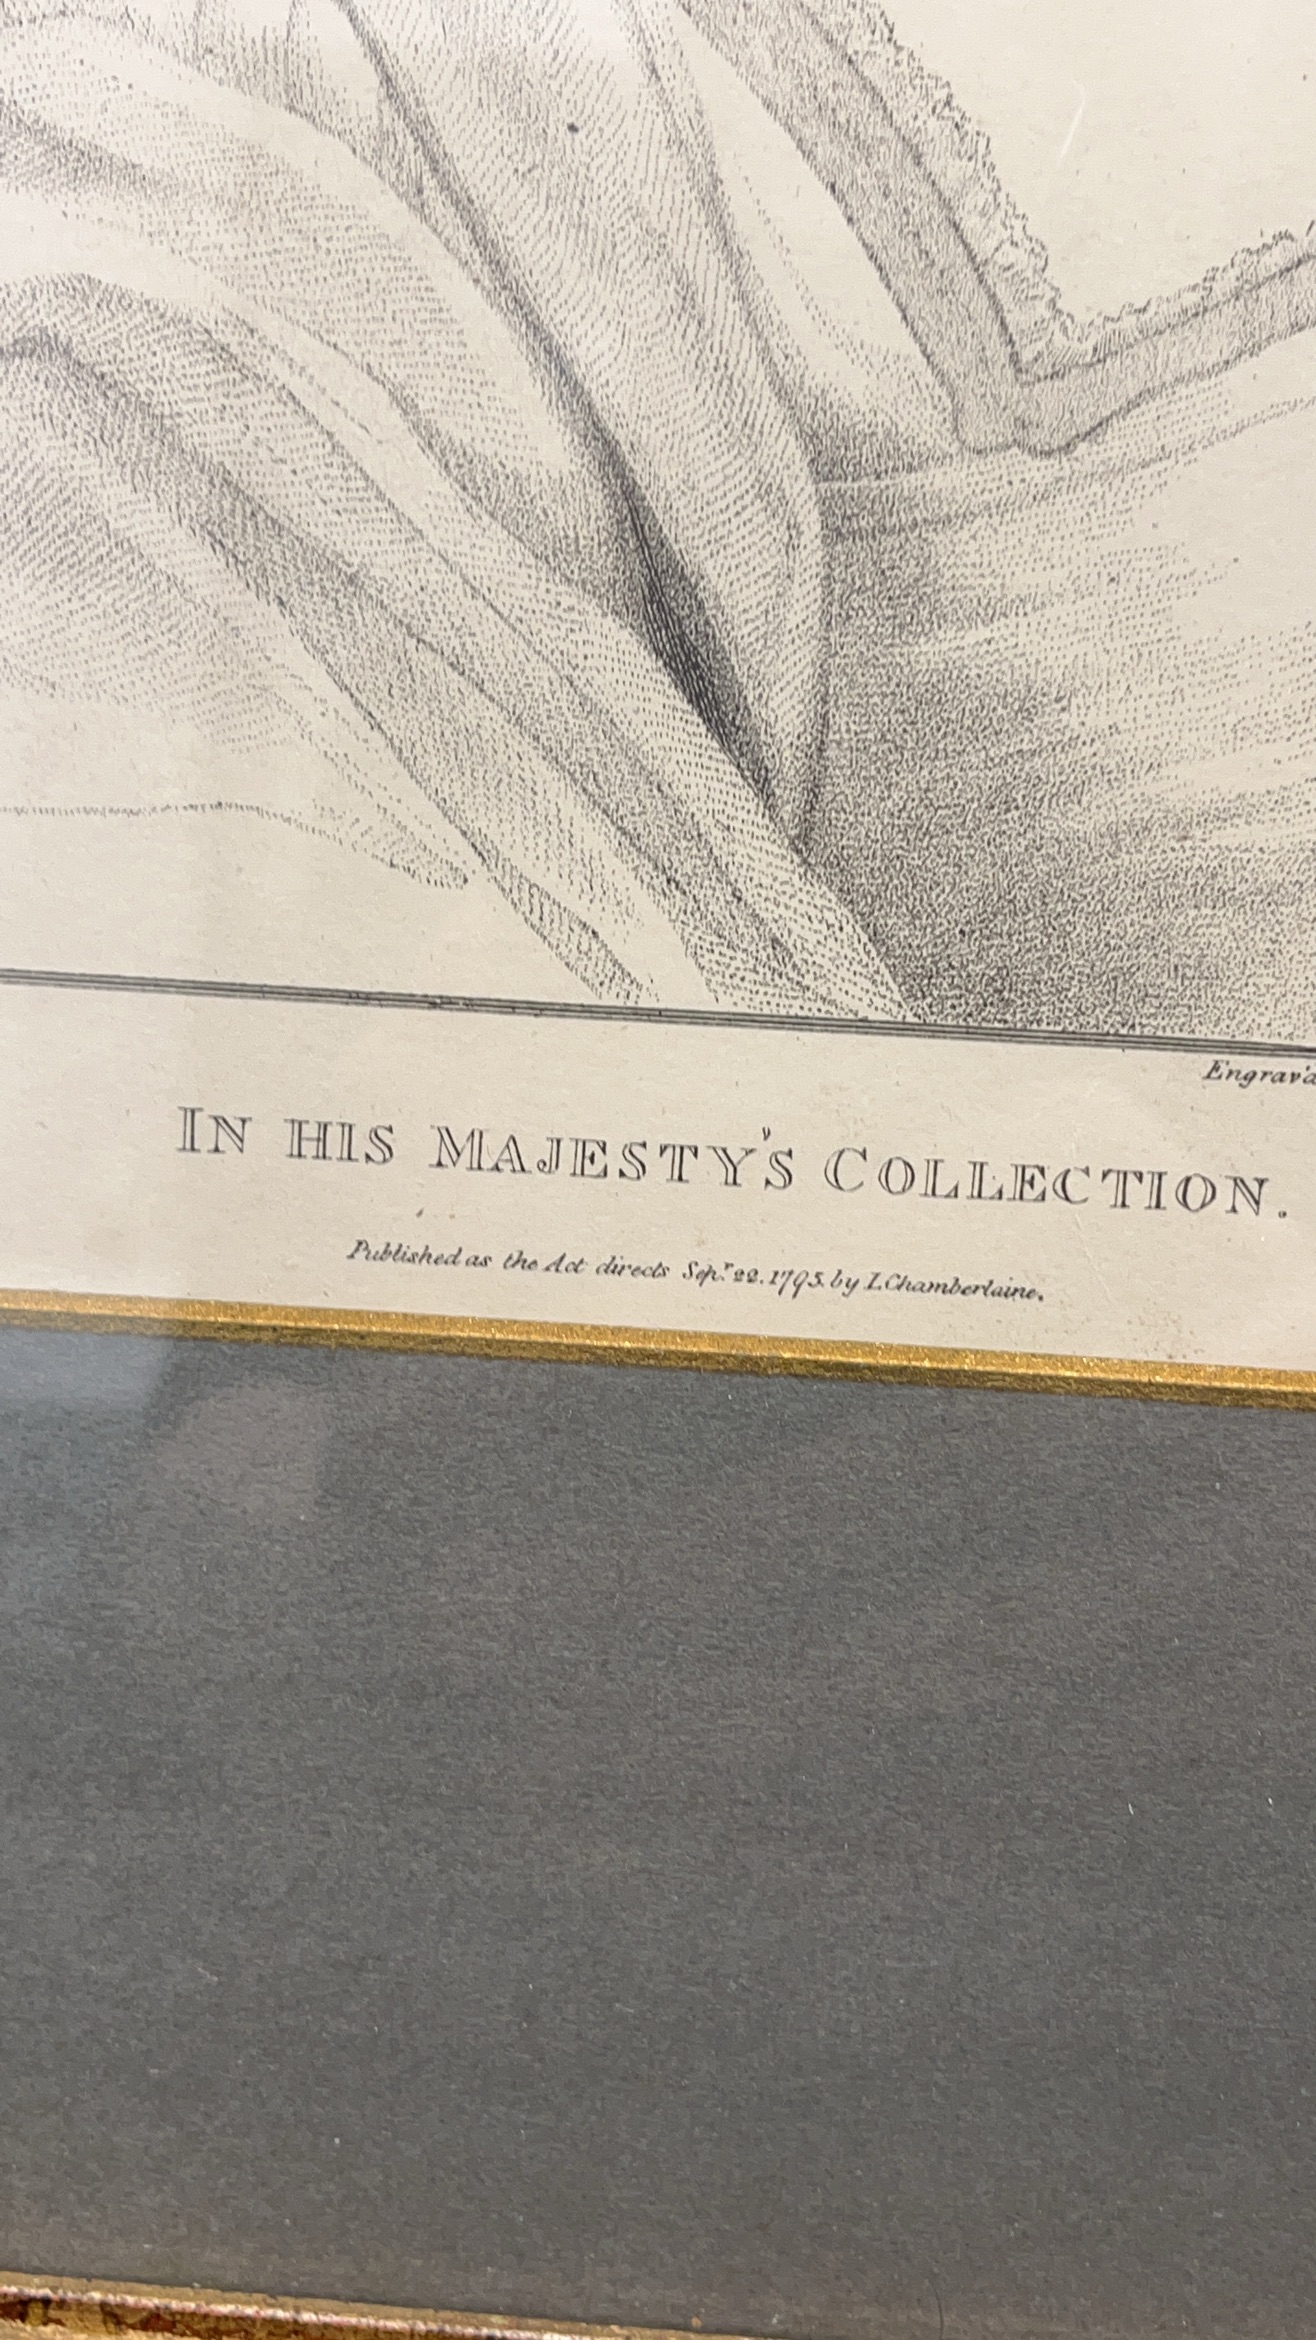 Engrav'd
IN HIS MAJESTY'S COLLECTION.
Published as the Act directs Sepr. 22. 1795. by I. Chamberlaine.